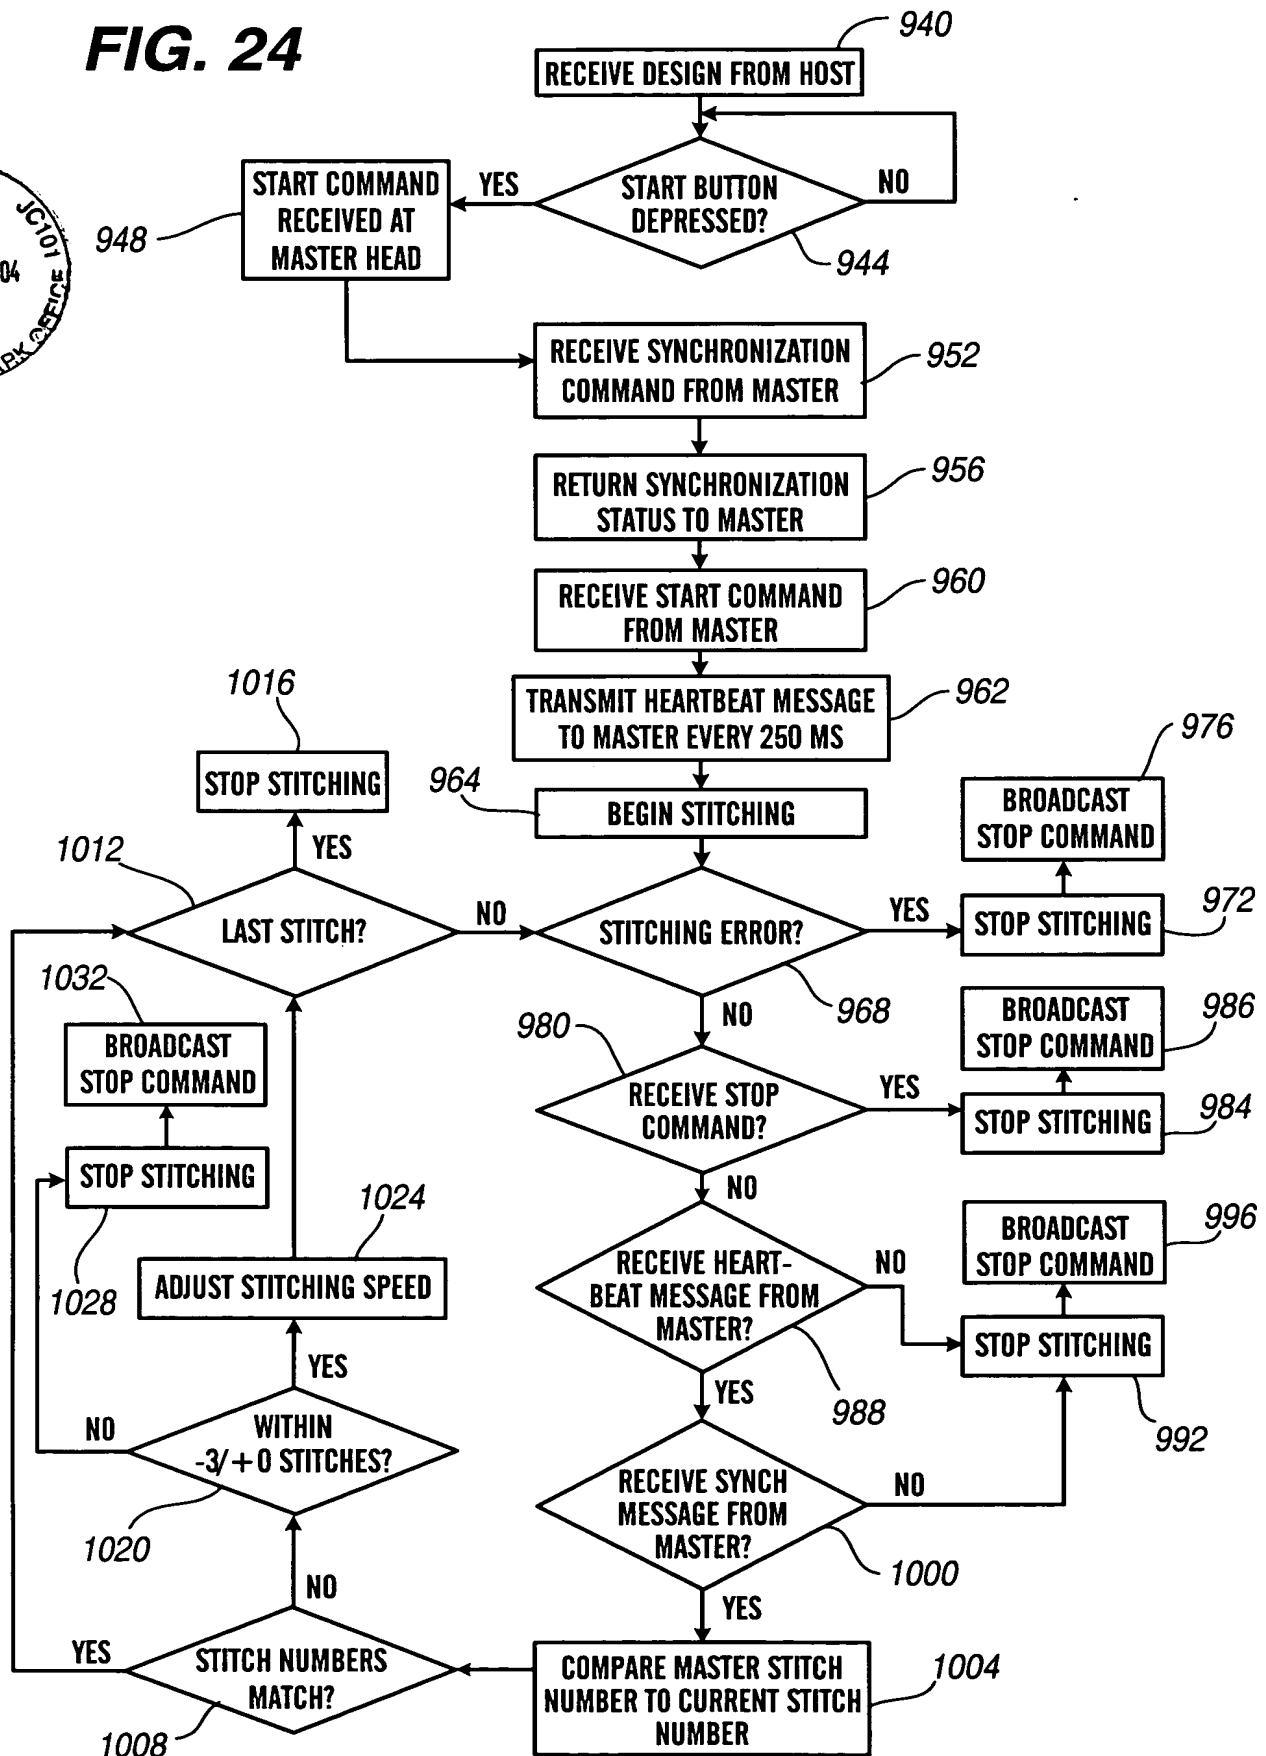 FIG. 24
940
RECEIVE DESIGN FROM HOST
START BUTTON
DEPRESSED?
YES
NO
944
START COMMAND
RECEIVED AT
MASTER HEAD
948
JC101
04
RK OFFICE
RECEIVE SYNCHRONIZATION
COMMAND FROM MASTER
952
RETURN SYNCHRONIZATION
STATUS TO MASTER
956
RECEIVE START COMMAND
FROM MASTER
960
TRANSMIT HEARTBEAT MESSAGE
TO MASTER EVERY 250 MS
962
964
BEGIN STITCHING
1016
STOP STITCHING
YES
1012
LAST STITCH?
NO
STITCHING ERROR?
YES
968
STOP STITCHING
972
BROADCAST
STOP COMMAND
976
NO
980
RECEIVE STOP
COMMAND?
YES
STOP STITCHING
984
BROADCAST
STOP COMMAND
986
NO
RECEIVE HEART-
BEAT MESSAGE FROM
MASTER?
NO
988
STOP STITCHING
992
BROADCAST
STOP COMMAND
996
YES
RECEIVE SYNCH
MESSAGE FROM
MASTER?
NO
1000
YES
COMPARE MASTER STITCH
NUMBER TO CURRENT STITCH
NUMBER
1004
STITCH NUMBERS
MATCH?
YES
1008
NO
WITHIN
-3/+0 STITCHES?
NO
1020
YES
ADJUST STITCHING SPEED
1024
STOP STITCHING
1028
BROADCAST
STOP COMMAND
1032